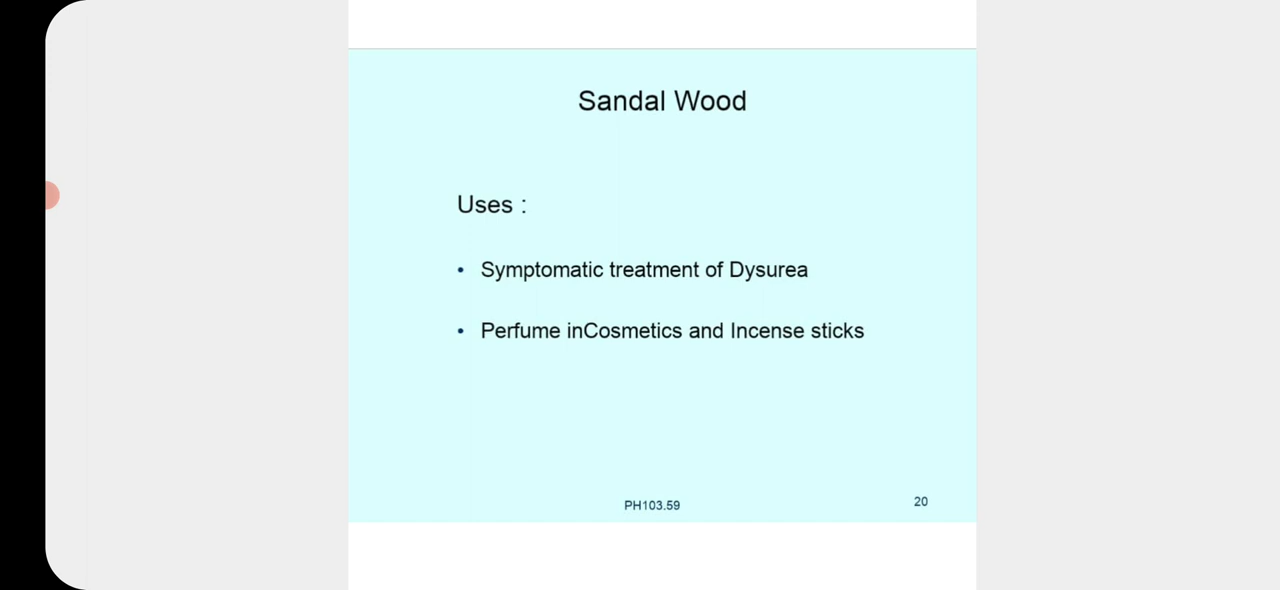 Sandal Wood
Uses :
• Symptomatic treatment of Dysurea
• Perfume inCosmetics and Incense sticks
PH103.59
20